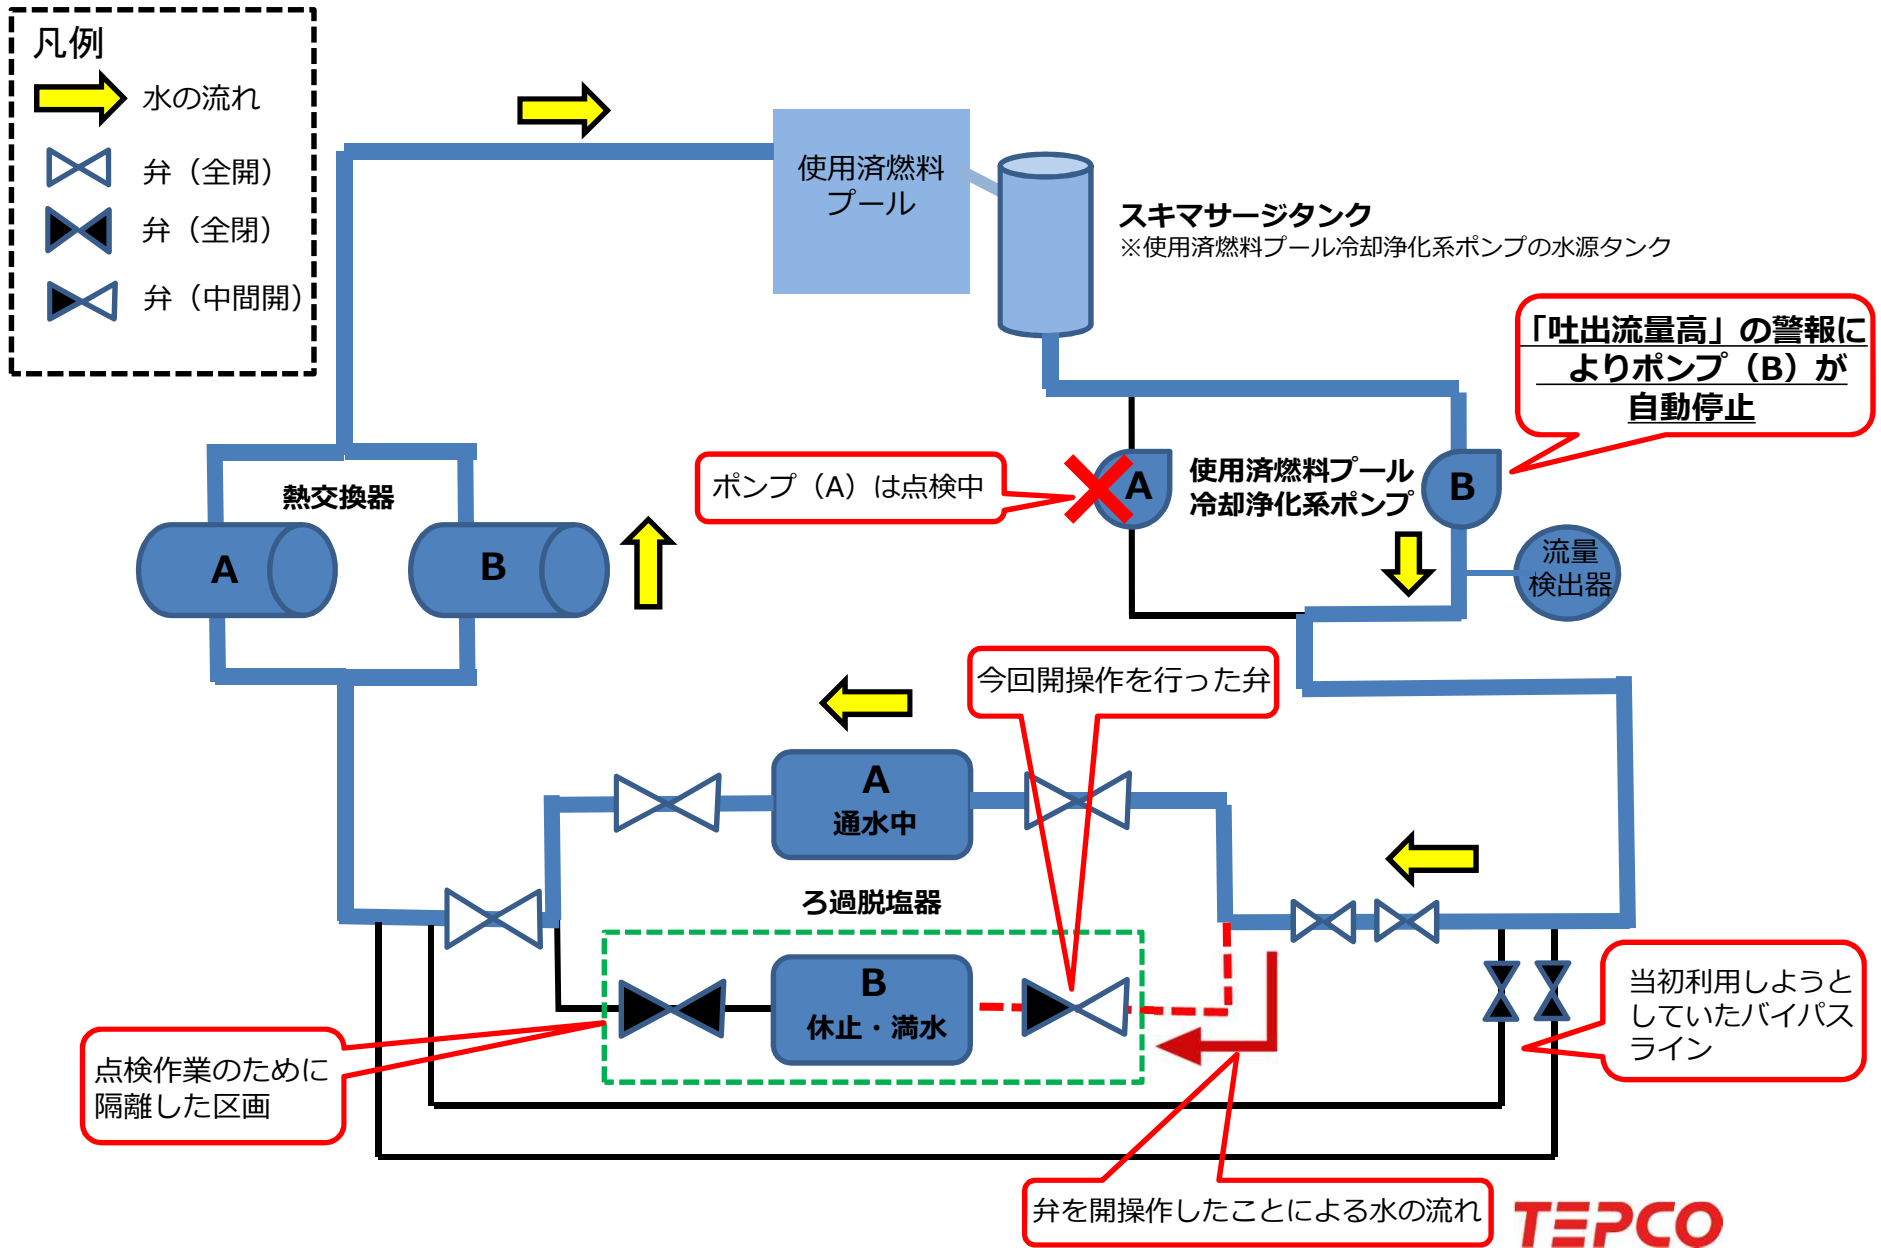 凡例
水の流れ
弁（全開）
弁（全閉）
弁（中間開）
使用済燃料
プール
スキマサージタンク
※使用済燃料プール冷却浄化系ポンプの水源タンク
「吐出流量高」の警報に
よりポンプ（B）が
自動停止
ポンプ（A）は点検中
A
使用済燃料プール
冷却浄化系ポンプ
B
流量
検出器
熱交換器
A
B
今回開操作を行った弁
A
通水中
ろ過脱塩器
B
休止・満水
当初利用しようと
していたバイパス
ライン
点検作業のために
隔離した区画
弁を開操作したことによる水の流れ
TEPCO